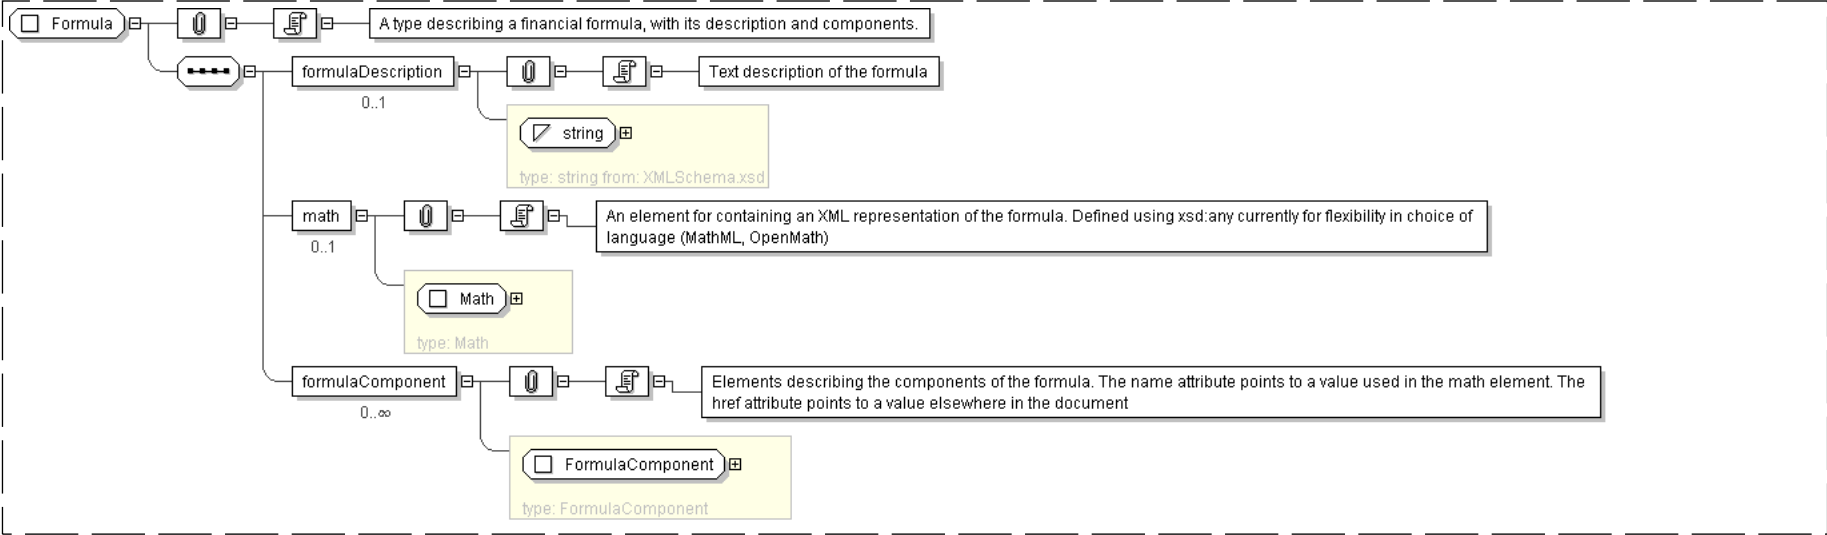 Formula
A type describing a financial formula, with its description and components.
formulaDescription
Text description of the formula
0..1
string
type: string from: XMLSchema.xsd
math
An element for containing an XML representation of the formula. Defined using xsd:any currently for flexibility in choice of
language (MathML, OpenMath)
0..1
Math
type: Math
formulaComponent
Elements describing the components of the formula. The name attribute points to a value used in the math element. The
href attribute points to a value elsewhere in the document
0..∞
FormulaComponent
type: FormulaComponent